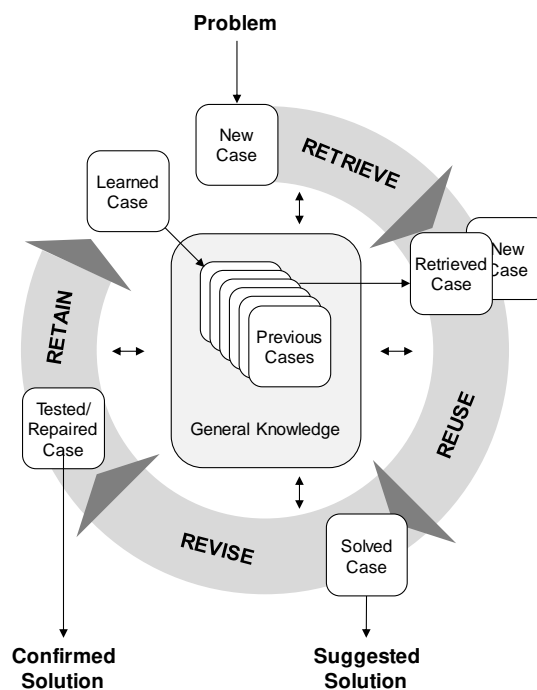 Problem
New
Case
RETRIEVE
Learned
Case
Retrieved
Case
New
Case
Previous
Cases
General Knowledge
RETAIN
REUSE
Tested/
Repaired
Case
REVISE
Solved
Case
Confirmed
Solution
Suggested
Solution